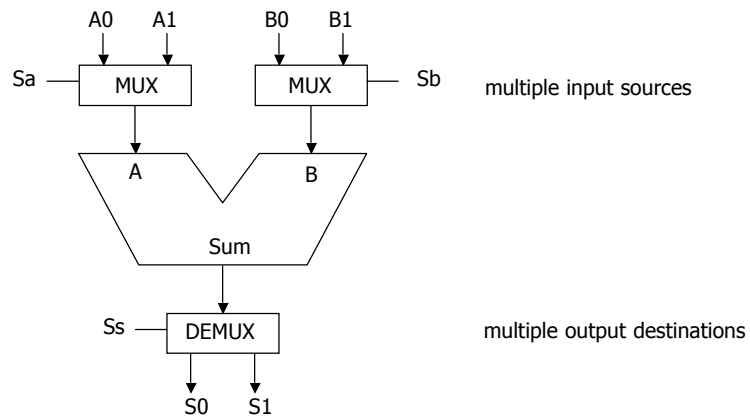 A0 A1 B0 B1
Sa MUX MUX Sb multiple input sources
A B
Sum
Ss DEMUX multiple output destinations
S0 S1